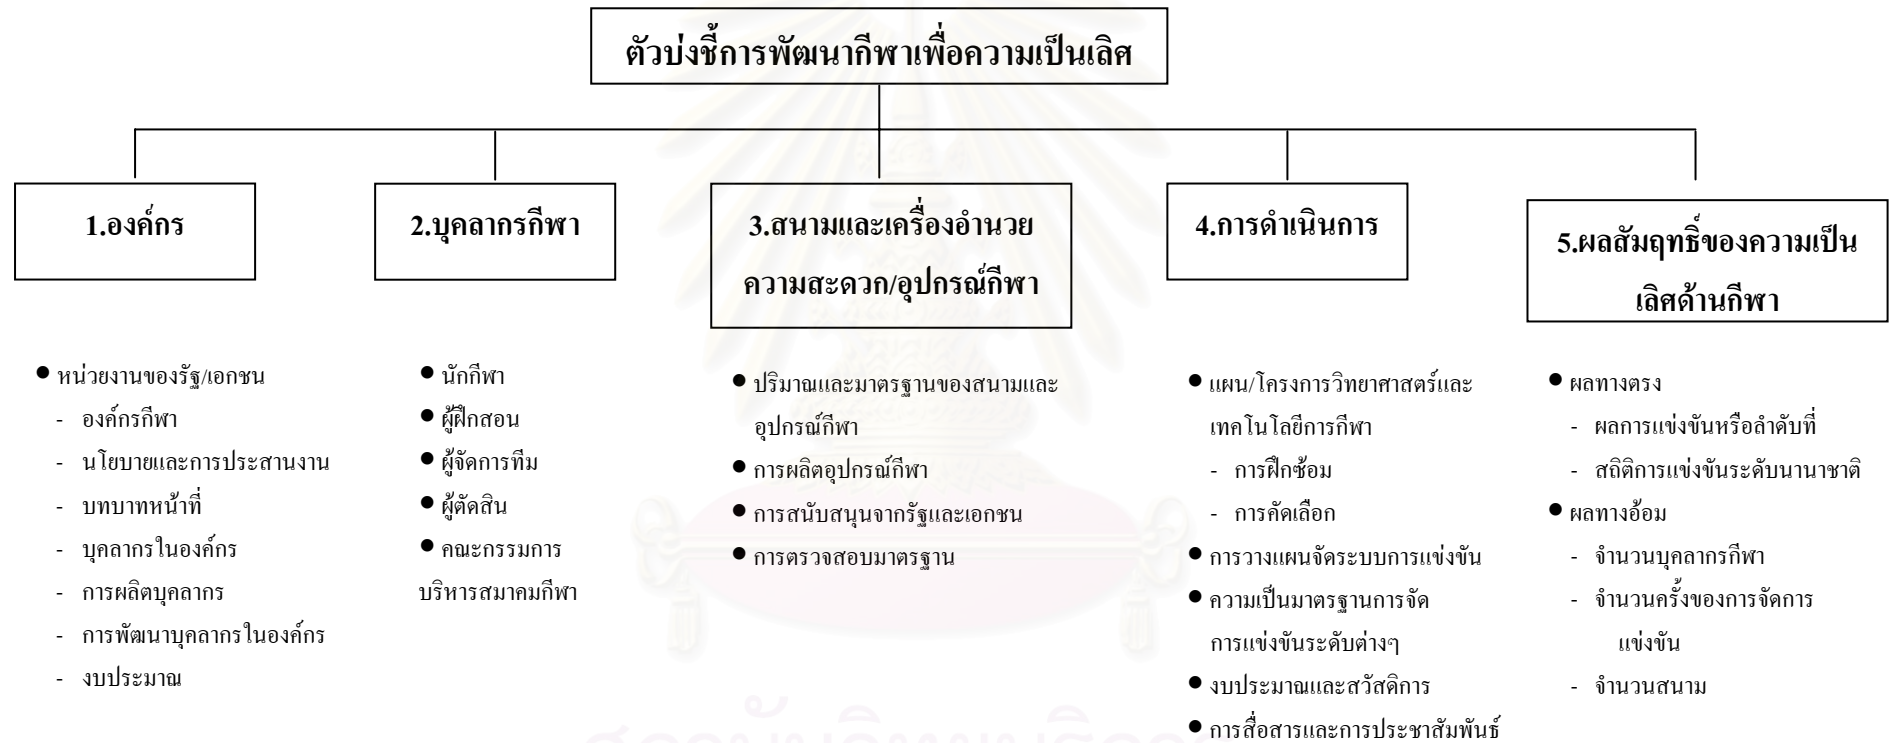 ตัวบ่งชี้การพัฒนากีฬาเพื่อความเป็นเลิศ
1.องค์กร
2.บุคลากรกีฬา
3.สนามและเครื่องอำนวย
ความสะดวก/อุปกรณ์กีฬา
4.การดำเนินการ
5.ผลสัมฤทธิ์ของความเป็น
เลิศด้านกีฬา
● หน่วยงานของรัฐ/เอกชน
- องค์กรกีฬา
- นโยบายและการประสานงาน
- บทบาทหน้าที่
- บุคลากรในองค์กร
- การผลิตบุคลากร
- การพัฒนาบุคลากรในองค์กร
- งบประมาณ
● นักกีฬา
● ผู้ฝึกสอน
● ผู้จัดการทีม
● ผู้ตัดสิน
● คณะกรรมการ
บริหารสมาคมกีฬา
● ปริมาณและมาตรฐานของสนามและ
อุปกรณ์กีฬา
● การผลิตอุปกรณ์กีฬา
● การสนับสนุนจากรัฐและเอกชน
● การตรวจสอบมาตรฐาน
● แผน/โครงการวิทยาศาสตร์และ
เทคโนโลยีการกีฬา
- การฝึกซ้อม
- การคัดเลือก
● การวางแผนจัดระบบการแข่งขัน
● ความเป็นมาตรฐานการจัด
การแข่งขันระดับต่างๆ
● งบประมาณและสวัสดิการ
● การสื่อสารและการประชาสัมพันธ์
● ผลทางตรง
- ผลการแข่งขันหรือลำดับที่
- สถิติการแข่งขันระดับนานาชาติ
● ผลทางอ้อม
- จำนวนบุคลากรกีฬา
- จำนวนครั้งของการจัดการ
แข่งขัน
- จำนวนสนาม